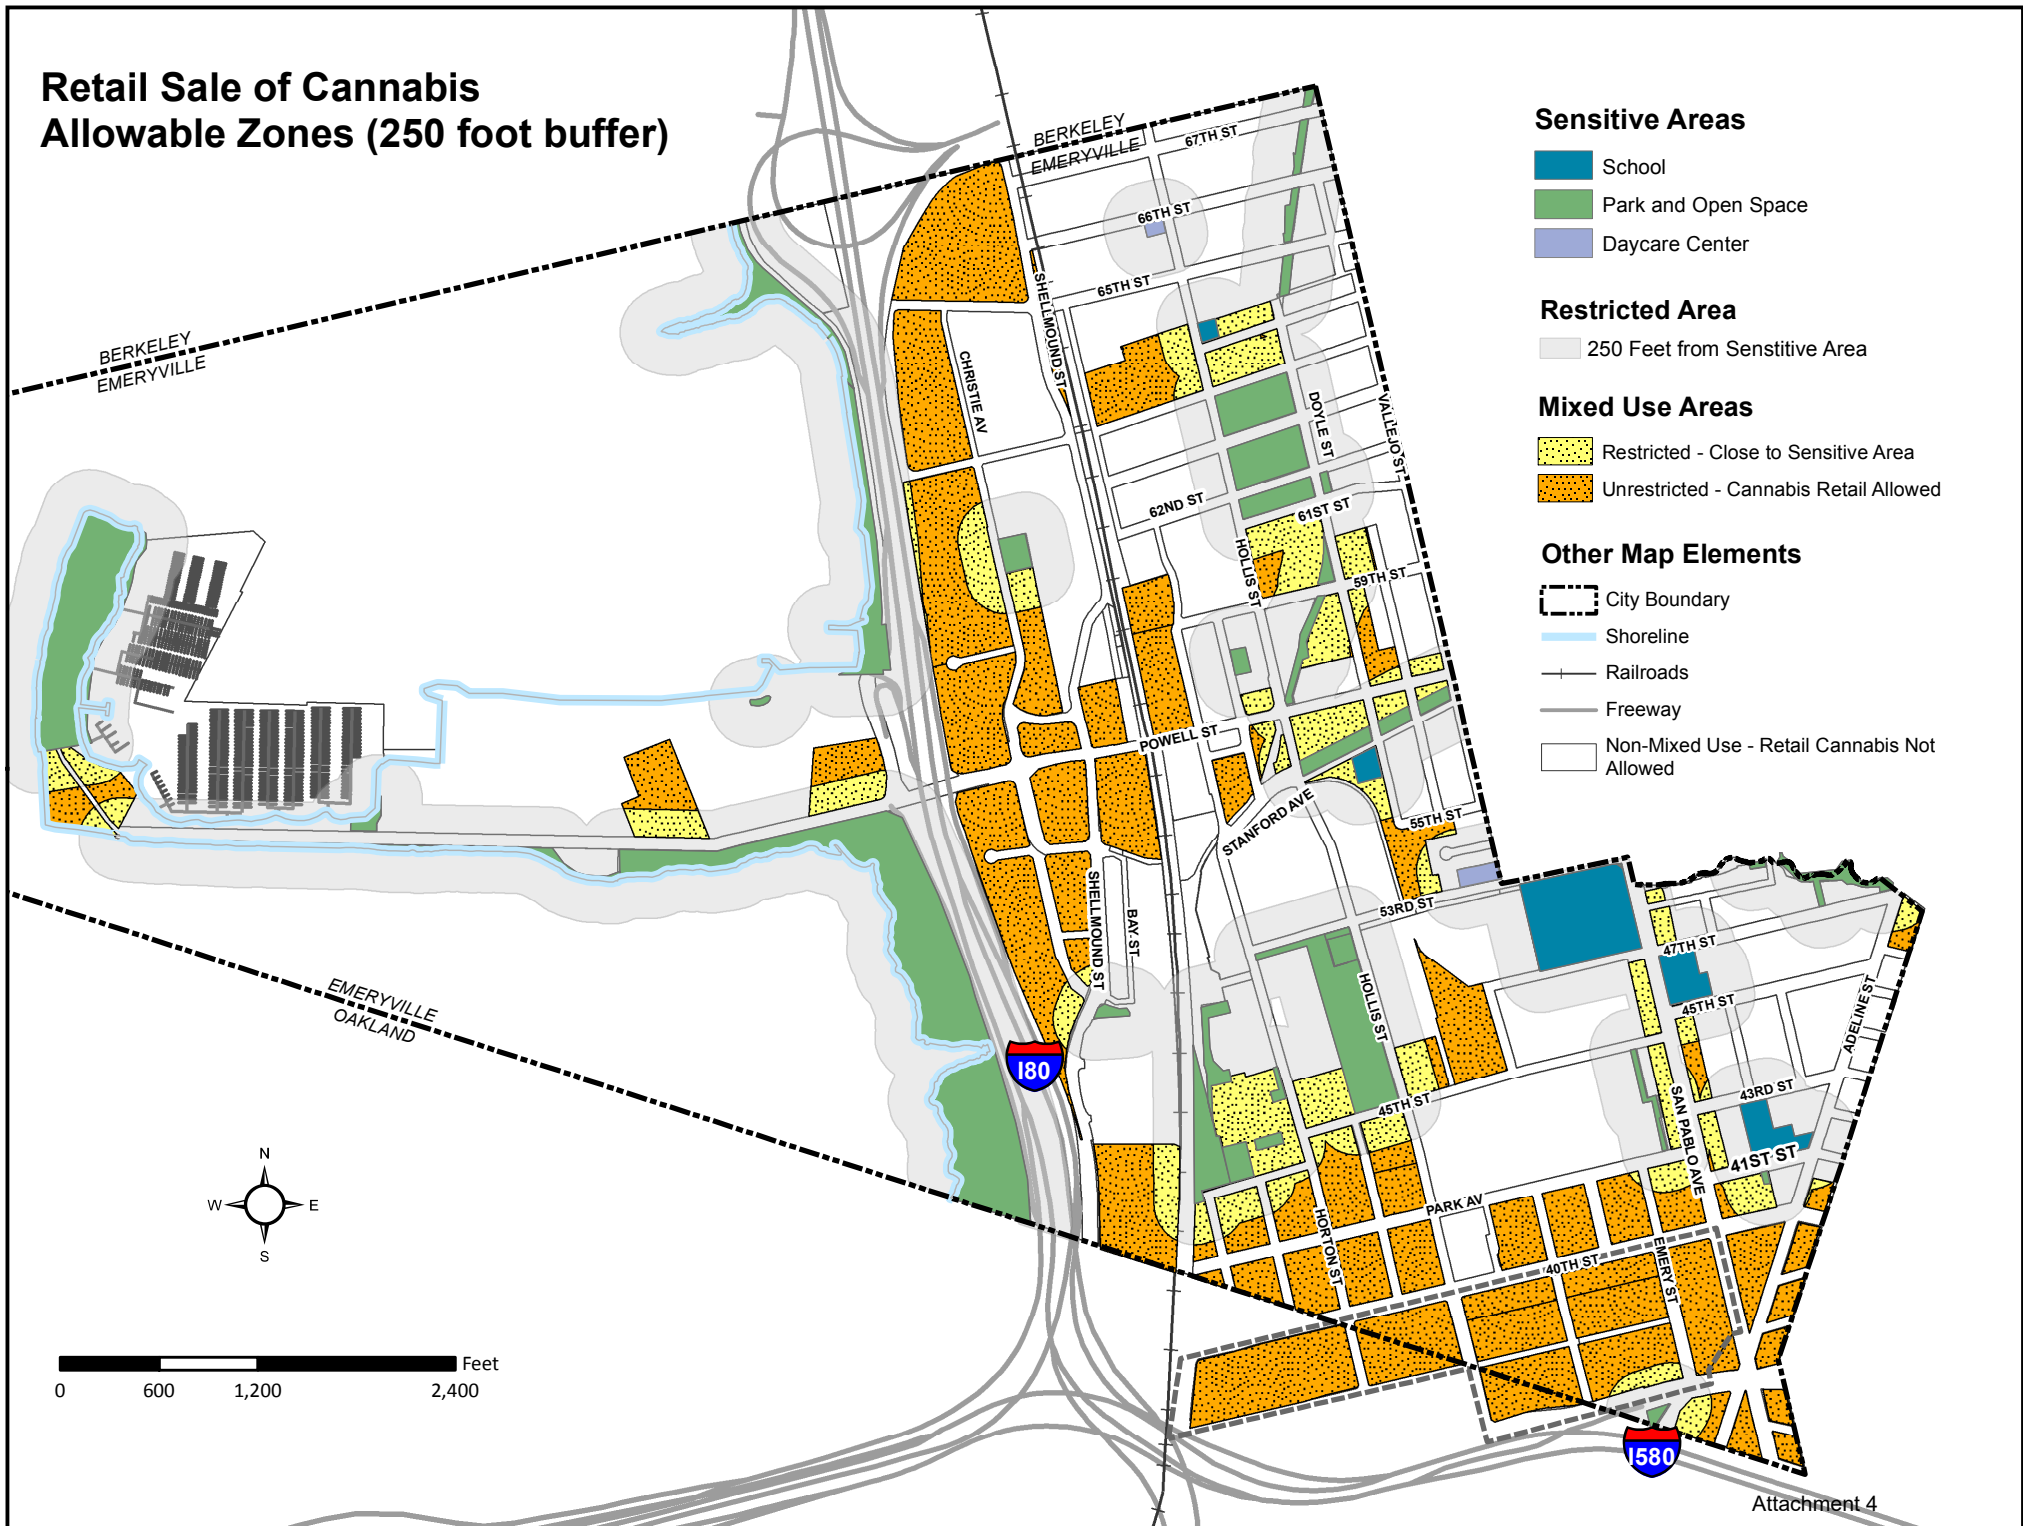 Retail Sale of Cannabis
Allowable Zones (250 foot buffer)
Sensitive Areas
School
Park and Open Space
Daycare Center
Restricted Area
250 Feet from Senstitive Area
Mixed Use Areas
Restricted - Close to Sensitive Area
Unrestricted - Cannabis Retail Allowed
Other Map Elements
City Boundary
Shoreline
Railroads
Freeway
Non-Mixed Use - Retail Cannabis Not
Allowed
BERKELEY
EMERYVILLE
67TH ST
66TH ST
65TH ST
SHELLMOUND ST
BERKELEY
EMERYVILLE
CHRISTIE AV
DOYLE ST
VALLEJO ST
62ND ST
61ST ST
HOLLIS ST
59TH ST
POWELL ST
STANFORD AVE
55TH ST
SHELLMOUND ST
BAY ST
53RD ST
47TH ST
45TH ST
HOLLIS ST
ADELINE ST
EMERYVILLE
OAKLAND
I80
45TH ST
43RD ST
SAN PABLO AVE
41ST ST
PARK AV
HORTON ST
40TH ST
EMERY ST
N
W
E
S
Feet
0
600
1,200
2,400
I580
Attachment 4